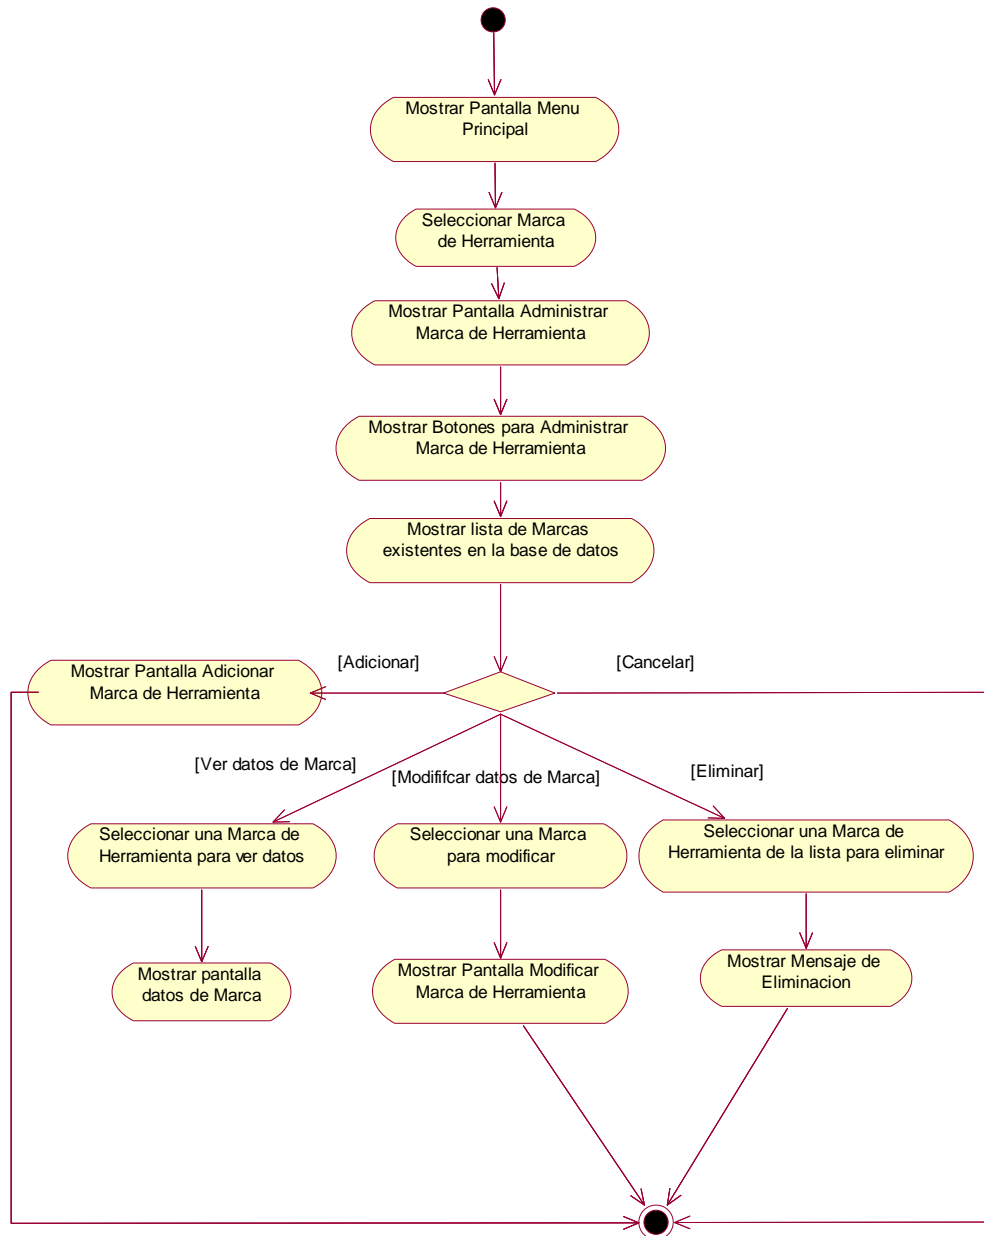 Mostrar Pantalla Menu
Principal
Seleccionar Marca
de Herramienta
Mostrar Pantalla Administrar
Marca de Herramienta
Mostrar Botones para Administrar
Marca de Herramienta
Mostrar lista de Marcas
existentes en la base de datos
[Adicionar]
[Cancelar]
Mostrar Pantalla Adicionar
Marca de Herramienta
[Ver datos de Marca]
[Modififcar datos de Marca]
[Eliminar]
Seleccionar una Marca de
Herramienta para ver datos
Seleccionar una Marca
para modificar
Seleccionar una Marca de
Herramienta de la lista para eliminar
Mostrar pantalla
datos de Marca
Mostrar Pantalla Modificar
Marca de Herramienta
Mostrar Mensaje de
Eliminacion